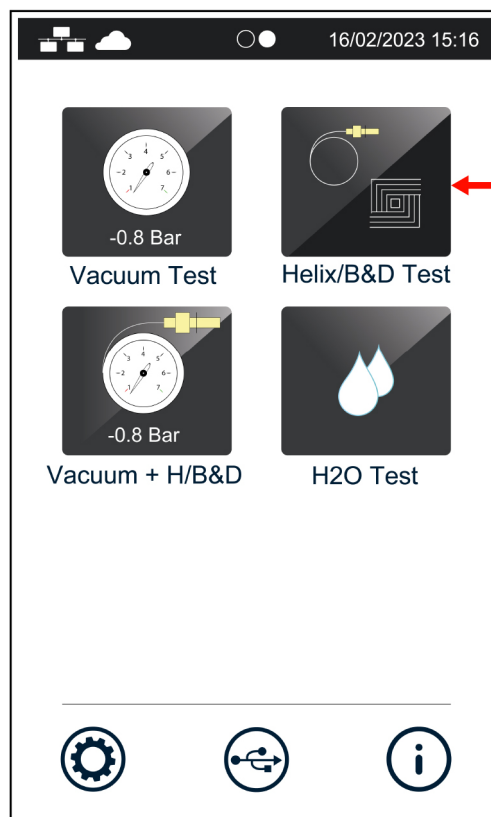 16/02/2023 15:16
-0.8 Bar
Vacuum Test
Helix/B&D Test
-0.8 Bar
Vacuum + H/B&D
H2O Test